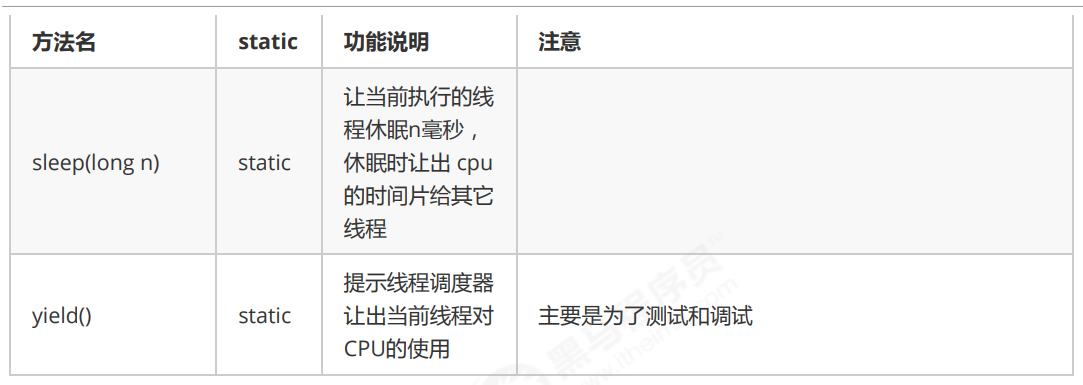 方法名 static 功能说明 注意
sleep(long n) static 让当前执行的线
程休眠n毫秒，
休眠时让出 cpu
的时间片给其它
线程
yield() static 提示线程调度器
让出当前线程对
CPU的使用
主要是为了测试和调试
黑马程序员